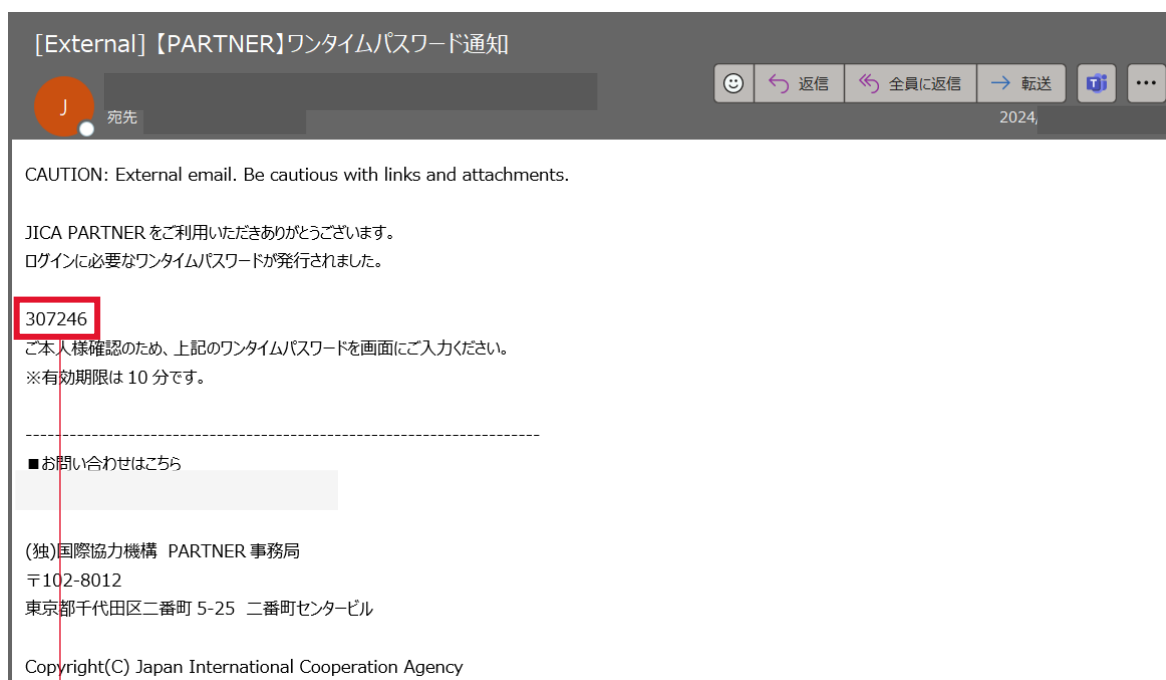 [External] 【PARTNER】ワンタイムパスワード通知
返信 全員に返信 転送
J
宛先
2024/
CAUTION: External email. Be cautious with links and attachments.
JICA PARTNER をご利用いただきありがとうございます。
ログインに必要なワンタイムパスワードが発行されました。
307246
ご本人様確認のため、上記のワンタイムパスワードを画面にご入力ください。
※有効期限は 10 分です。
----------------------------------------------------------------------
■お問い合わせはこちら
(独)国際協力機構 PARTNER 事務局
〒102-8012
東京都千代田区二番町 5-25 二番町センタービル
Copyright(C) Japan International Cooperation Agency